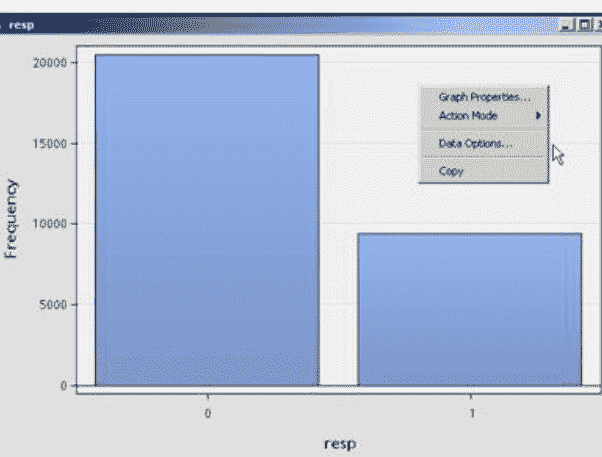 resp
20000
15000
10000
5000
0
Frequency
Graph Properties...
Action Mode
Data Options...
Copy
0 1
resp